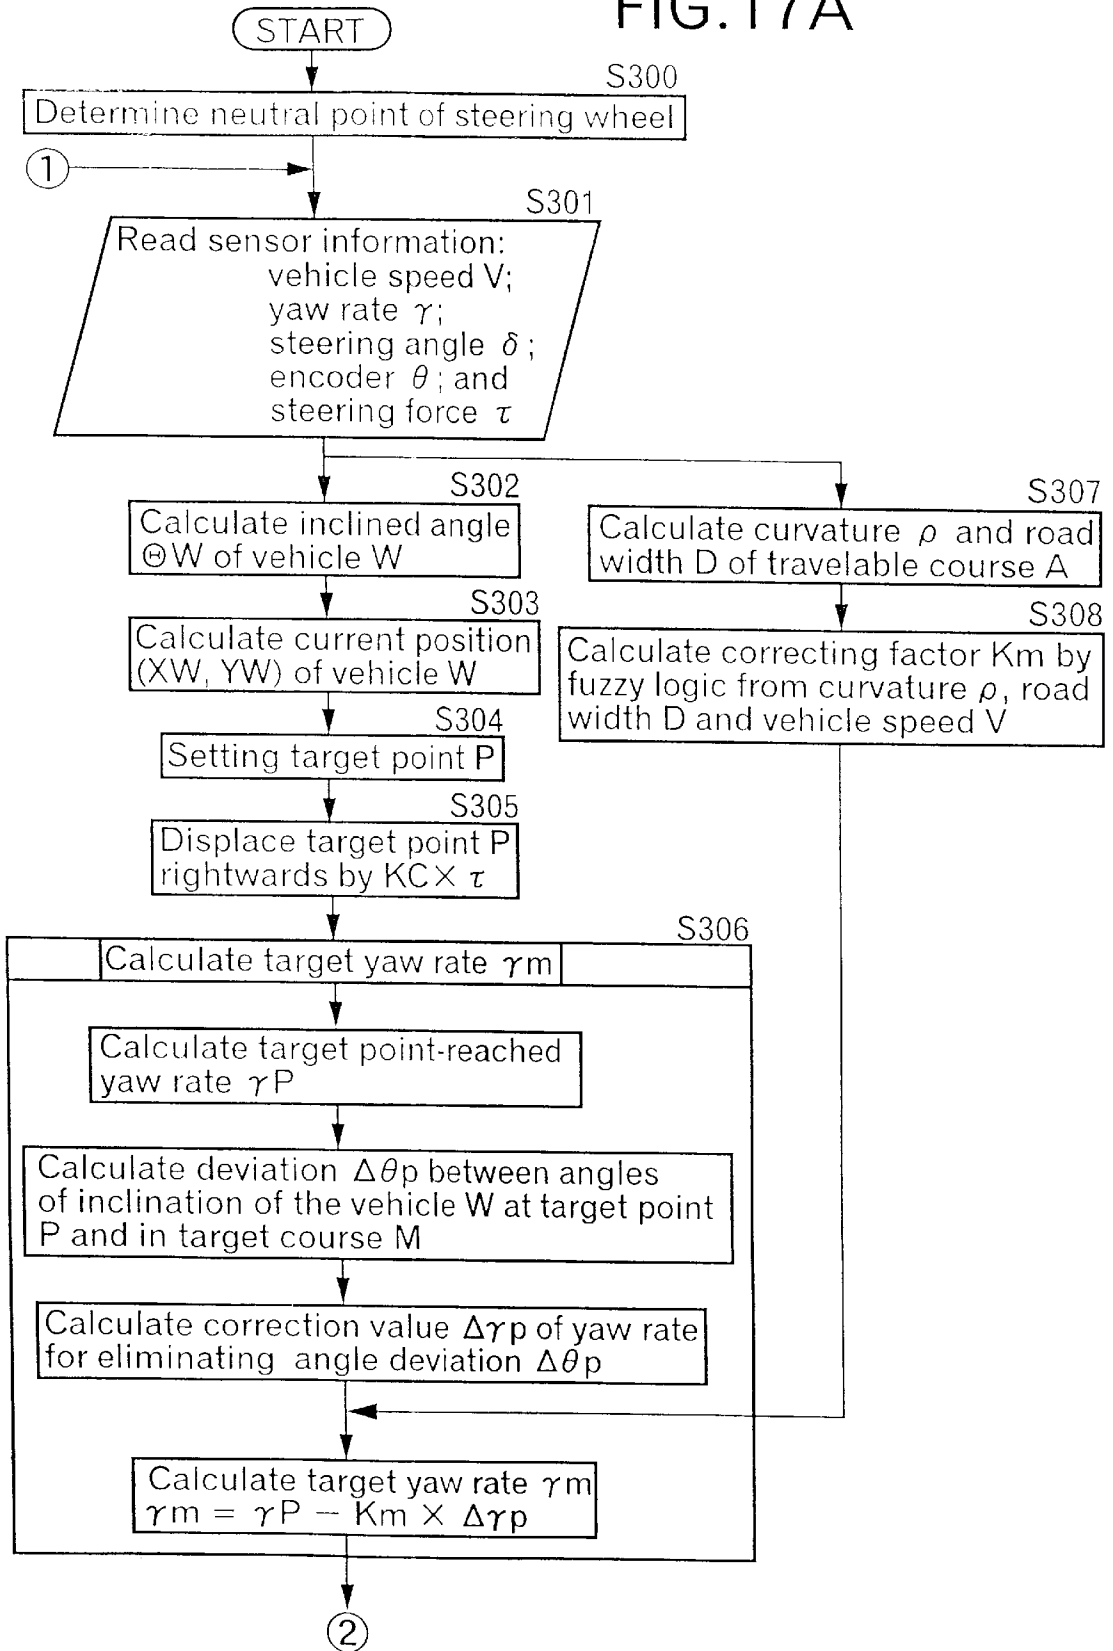 FIG.17A
START
S300
Determine neutral point of steering wheel
①
S301
Read sensor information:
vehicle speed V;
yaw rate γ;
steering angle δ;
encoder θ; and
steering force τ
S302
Calculate inclined angle
ΘW of vehicle W
S303
Calculate current position
(XW, YW) of vehicle W
S304
Setting target point P
S305
Displace target point P
rightwards by KC× τ
S307
Calculate curvature ρ and road
width D of travelable course A
S308
Calculate correcting factor Km by
fuzzy logic from curvature ρ, road
width D and vehicle speed V
S306
Calculate target yaw rate γm
Calculate target point-reached
yaw rate γP
Calculate deviation Δθp between angles
of inclination of the vehicle W at target point
P and in target course M
Calculate correction value Δγp of yaw rate
for eliminating angle deviation Δθp
Calculate target yaw rate γm
γm = γP − Km × Δγp
②